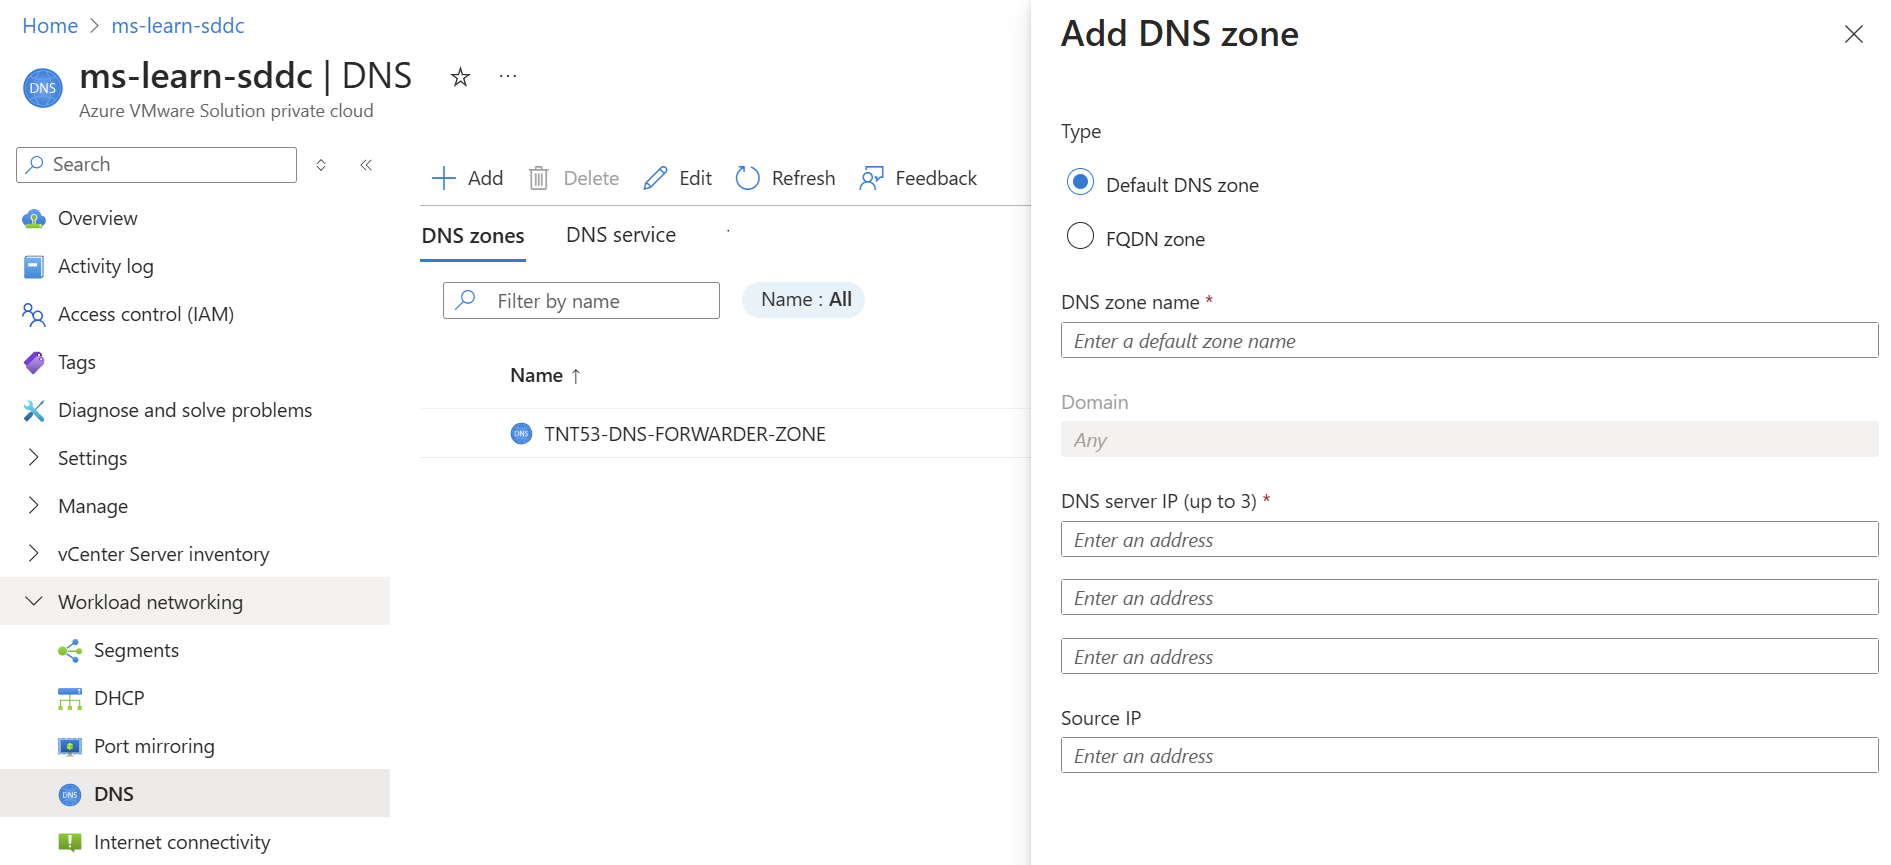 Home > ms-learn-sddc
DNS
ms-learn-sddc | DNS
Azure VMware Solution private cloud
Search
Overview
Activity log
Access control (IAM)
Tags
Diagnose and solve problems
Settings
Manage
vCenter Server inventory
Workload networking
Segments
DHCP
Port mirroring
DNS DNS
Internet connectivity
Add Delete Edit Refresh Feedback
DNS zones DNS service
Filter by name Name : All
Name ↑
DNS TNT53-DNS-FORWARDER-ZONE
Add DNS zone
Type
Default DNS zone
FQDN zone
DNS zone name *
Enter a default zone name
Domain
Any
DNS server IP (up to 3) *
Enter an address
Enter an address
Enter an address
Source IP
Enter an address